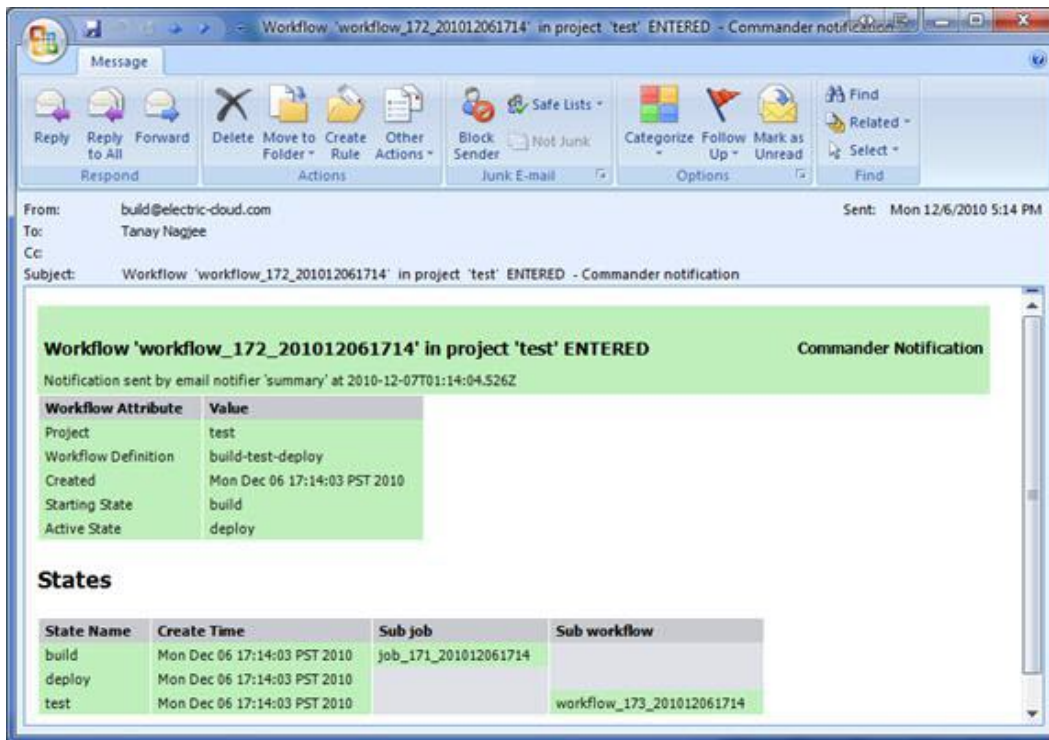 Workflow 'workflow_172_201012061714' in project 'test' ENTERED - Commander notification
Message
Reply
Reply to All
Forward
Respond
Delete
Move to Folder
Create Rule
Other Actions
Actions
Block Sender
Safe Lists
Not Junk
Junk E-mail
Categorize
Follow Up
Mark as Unread
Options
Find
Related
Select
Find
From: build@electric-cloud.com
Sent: Mon 12/6/2010 5:14 PM
To: Tanay Nagjee
Cc:
Subject: Workflow 'workflow_172_201012061714' in project 'test' ENTERED - Commander notification
Workflow 'workflow_172_201012061714' in project 'test' ENTERED
Commander Notification
Notification sent by email notifier 'summary' at 2010-12-07T01:14:04.526Z
Workflow Attribute Value
Project test
Workflow Definition build-test-deploy
Created Mon Dec 06 17:14:03 PST 2010
Starting State build
Active State deploy
States
State Name Create Time Sub job Sub workflow
build Mon Dec 06 17:14:03 PST 2010 job_171_201012061714
deploy Mon Dec 06 17:14:03 PST 2010
test Mon Dec 06 17:14:03 PST 2010 workflow_173_201012061714